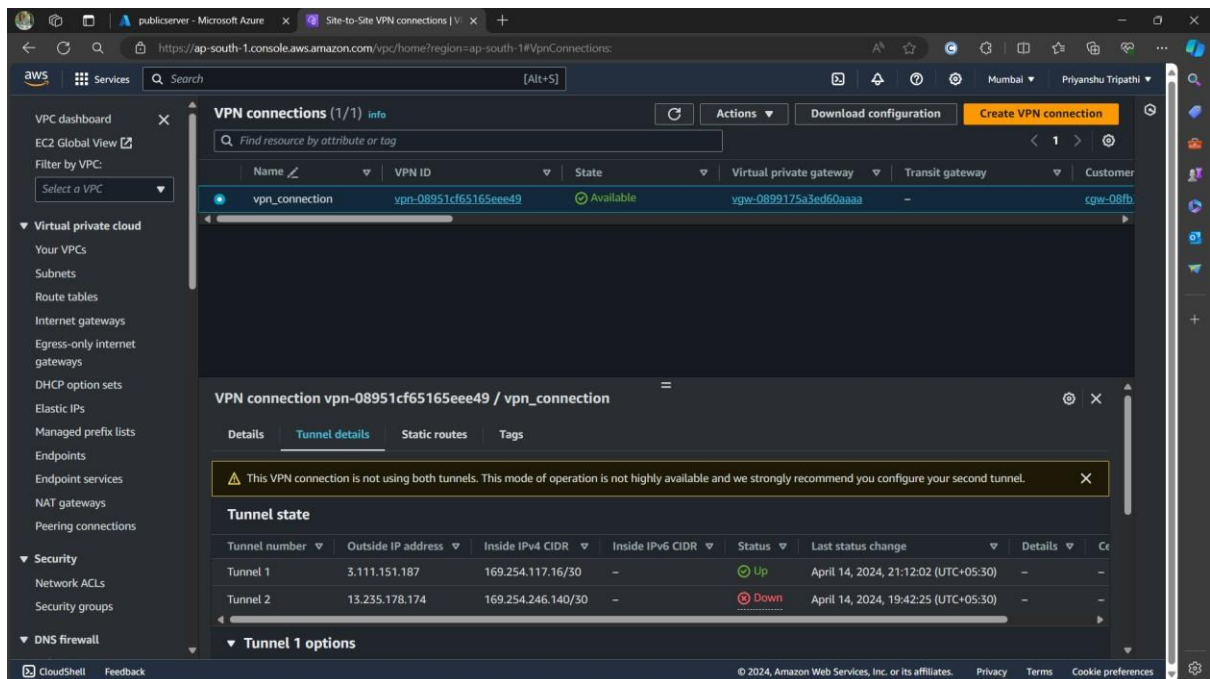 publicserver - Microsoft Azure
Site-to-Site VPN connections | V
https://ap-south-1.console.aws.amazon.com/vpc/home?region=ap-south-1#VpnConnections:
aws Services Search [Alt+S] Mumbai ▼ Priyanshu Tripathi ▼
VPC dashboard
EC2 Global View
Filter by VPC:
Select a VPC
Virtual private cloud
Your VPCs
Subnets
Route tables
Internet gateways
Egress-only internet
gateways
DHCP option sets
Elastic IPs
Managed prefix lists
Endpoints
Endpoint services
NAT gateways
Peering connections
Security
Network ACLs
Security groups
DNS firewall
VPN connections (1/1) info
Actions ▼ Download configuration Create VPN connection
Find resource by attribute or tag
< 1 >
Name VPN ID State Virtual private gateway Transit gateway Customer
vpn_connection vpn-08951cf65165eee49 Available vgw-0899175a3ed60aaaa – cgw-08fb
VPN connection vpn-08951cf65165eee49 / vpn_connection
Details Tunnel details Static routes Tags
This VPN connection is not using both tunnels. This mode of operation is not highly available and we strongly recommend you configure your second tunnel.
Tunnel state
Tunnel number Outside IP address Inside IPv4 CIDR Inside IPv6 CIDR Status Last status change Details Ce
Tunnel 1 3.111.151.187 169.254.117.16/30 – Up April 14, 2024, 21:12:02 (UTC+05:30) – –
Tunnel 2 13.235.178.174 169.254.246.140/30 – Down April 14, 2024, 19:42:25 (UTC+05:30) – –
Tunnel 1 options
CloudShell Feedback © 2024, Amazon Web Services, Inc. or its affiliates. Privacy Terms Cookie preferences